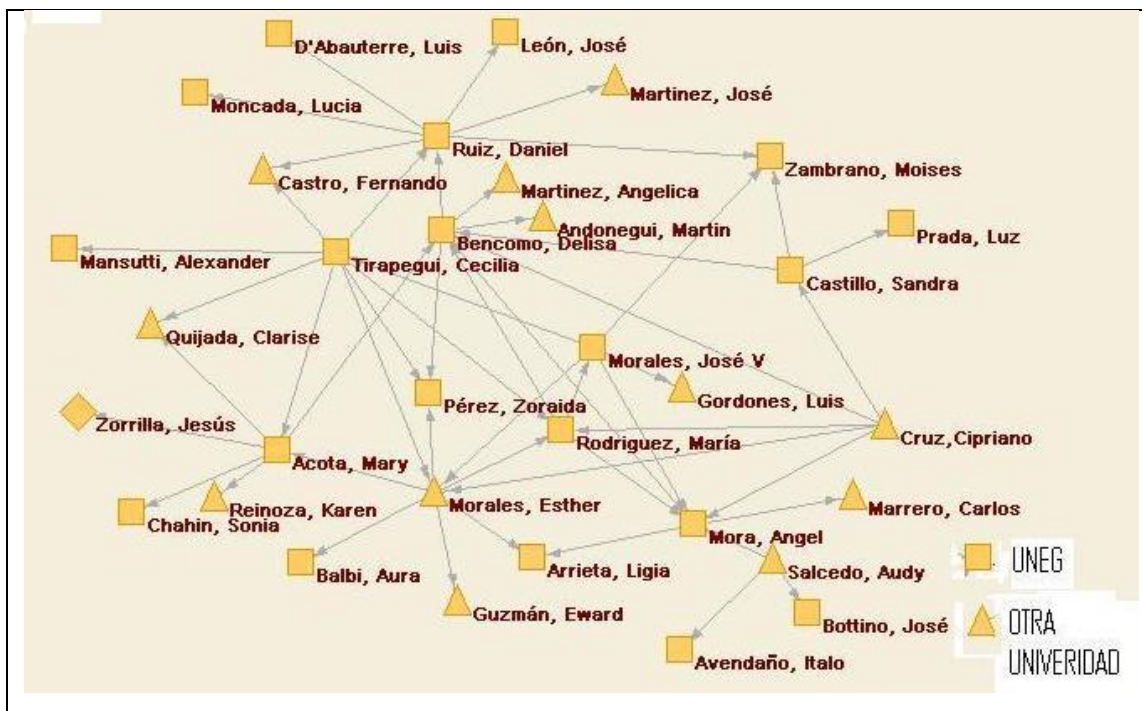 D'Abauterre, Luis
León, José
Martinez, José
Moncada, Lucia
Ruiz, Daniel
Zambrano, Moises
Castro, Fernando
Martinez, Angelica
Andonegui, Martin
Prada, Luz
Bencomo, Delisa
Mansutti, Alexander
Tirapegui, Cecilia
Castillo, Sandra
Quijada, Clarise
Morales, José V
Gordones, Luis
Pérez, Zoraida
Zorrilla, Jesús
Rodriguez, María
Cruz,Cipriano
Acota, Mary
Reinoza, Karen
Morales, Esther
Marrero, Carlos
Chahin, Sonia
Mora, Angel
Balbi, Aura
Arrieta, Ligia
Salcedo, Audy
UNEG
Guzmán, Eward
Bottino, José
OTRA
UNIVERIDAD
Avendaño, Italo